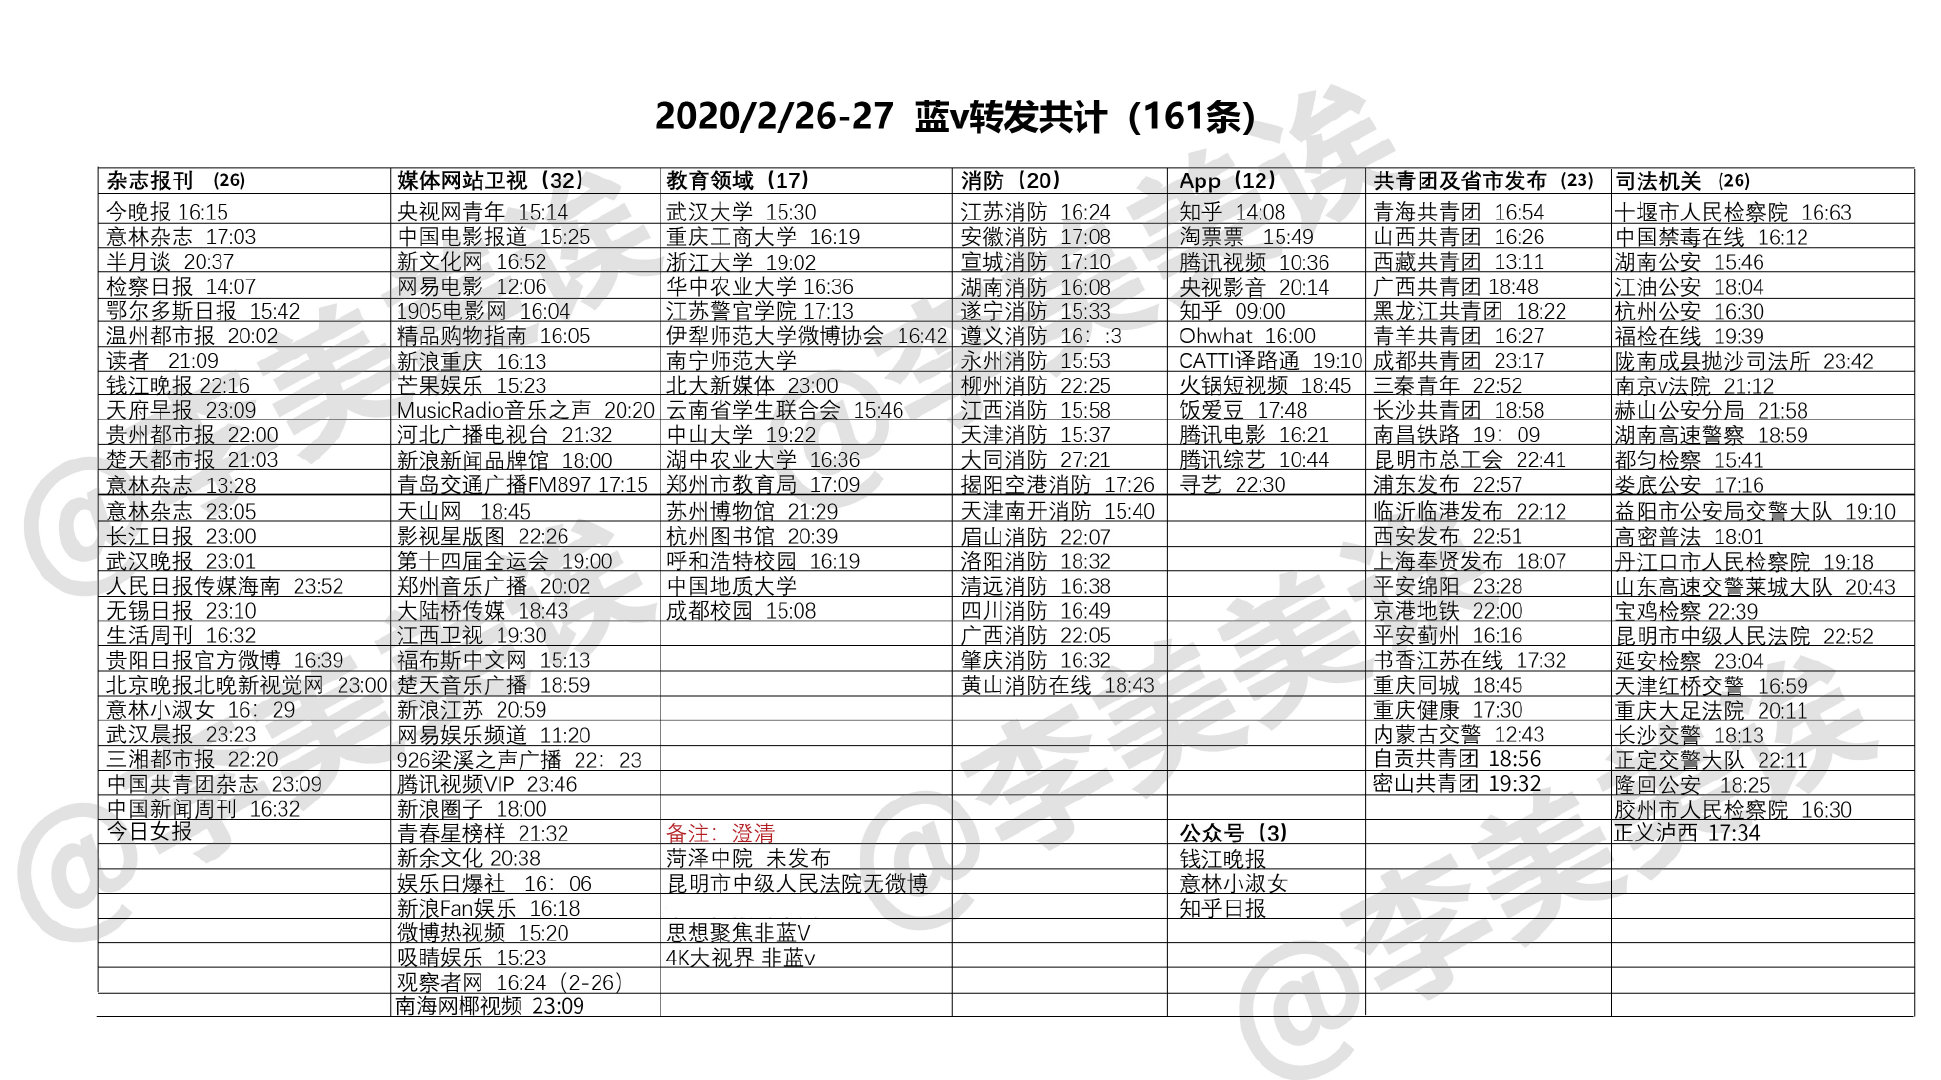 2020/2/26-27 蓝v转发共计（161条）
杂志报刊 (26) 媒体网站卫视（32） 教育领域（17） 消防（20） App（12） 共青团及省市发布 (23) 司法机关 (26)
今晚报 16:15 央视网青年 15:14 武汉大学 15:30 江苏消防 16:24 知乎 14:08 青海共青团 16:54 十堰市人民检察院 16:63
意林杂志 17:03 中国电影报道 15:25 重庆工商大学 16:19 安徽消防 17:08 淘票票 15:49 山西共青团 16:26 中国禁毒在线 16:12
半月谈 20:37 新文化网 16:52 浙江大学 19:02 宣城消防 17:10 腾讯视频 10:36 西藏共青团 13:11 湖南公安 15:46
检察日报 14:07 网易电影 12:06 华中农业大学 16:36 湖南消防 16:08 央视影音 20:14 广西共青团 18:48 江油公安 18:04
鄂尔多斯日报 15:42 1905电影网 16:04 江苏警官学院 17:13 遂宁消防 15:33 知乎 09:00 黑龙江共青团 18:22 杭州公安 16:30
温州都市报 20:02 精品购物指南 16:05 伊犁师范大学微博协会 16:42 遵义消防 16：:3 Ohwhat 16:00 青羊共青团 16:27 福检在线 19:39
读者 21:09 新浪重庆 16:13 南宁师范大学 永州消防 15:53 CATTI译路通 19:10 成都共青团 23:17 陇南成县抛沙司法所 23:42
钱江晚报 22:16 芒果娱乐 15:23 北大新媒体 23:00 柳州消防 22:25 火锅短视频 18:45 三秦青年 22:52 南京v法院 21:12
天府早报 23:09 MusicRadio音乐之声 20:20 云南省学生联合会 15:46 江西消防 15:58 饭爱豆 17:48 长沙共青团 18:58 赫山公安分局 21:58
贵州都市报 22:00 河北广播电视台 21:32 中山大学 19:22 天津消防 15:37 腾讯电影 16:21 南昌铁路 19：09 湖南高速警察 18:59
楚天都市报 21:03 新浪新闻品牌馆 18:00 湖中农业大学 16:36 大同消防 27:21 腾讯综艺 10:44 昆明市总工会 22:41 都匀检察 15:41
意林杂志 13:28 青岛交通广播FM897 17:15 郑州市教育局 17:09 揭阳空港消防 17:26 寻艺 22:30 浦东发布 22:57 娄底公安 17:16
意林杂志 23:05 天山网 18:45 苏州博物馆 21:29 天津南开消防 15:40 临沂临港发布 22:12 益阳市公安局交警大队 19:10
长江日报 23:00 影视星版图 22:26 杭州图书馆 20:39 眉山消防 22:07 西安发布 22:51 高密普法 18:01
武汉晚报 23:01 第十四届全运会 19:00 呼和浩特校园 16:19 洛阳消防 18:32 上海奉贤发布 18:07 丹江口市人民检察院 19:18
人民日报传媒海南 23:52 郑州音乐广播 20:02 中国地质大学 清远消防 16:38 平安绵阳 23:28 山东高速交警莱城大队 20:43
无锡日报 23:10 大陆桥传媒 18:43 成都校园 15:08 四川消防 16:49 京港地铁 22:00 宝鸡检察 22:39
生活周刊 16:32 江西卫视 19:30 广西消防 22:05 平安蓟州 16:16 昆明市中级人民法院 22:52
贵阳日报官方微博 16:39 福布斯中文网 15:13 肇庆消防 16:32 书香江苏在线 17:32 延安检察 23:04
北京晚报北晚新视觉网 23:00 楚天音乐广播 18:59 黄山消防在线 18:43 重庆同城 18:45 天津红桥交警 16:59
意林小淑女 16：29 新浪江苏 20:59 重庆健康 17:30 重庆大足法院 20:11
武汉晨报 23:23 网易娱乐频道 11:20 内蒙古交警 12:43 长沙交警 18:13
三湘都市报 22:20 926梁溪之声广播 22：23 自贡共青团 18:56 正定交警大队 22:11
中国共青团杂志 23:09 腾讯视频VIP 23:46 密山共青团 19:32 隆回公安 18:25
中国新闻周刊 16:32 新浪圈子 18:00 胶州市人民检察院 16:30
今日女报 青春星榜样 21:32 备注：澄清 公众号（3） 正义泸西 17:34
新余文化 20:38 菏泽中院 未发布 钱江晚报
娱乐日爆社 16：06 昆明市中级人民法院无微博 意林小淑女
新浪Fan娱乐 16:18 知乎日报
微博热视频 15:20 思想聚焦非蓝V
吸睛娱乐 15:23 4K大视界 非蓝v
观察者网 16:24（2-26）
南海网椰视频 23:09
@李美美诶
@李美美诶
@李美美诶
@李美美诶
@李美美诶